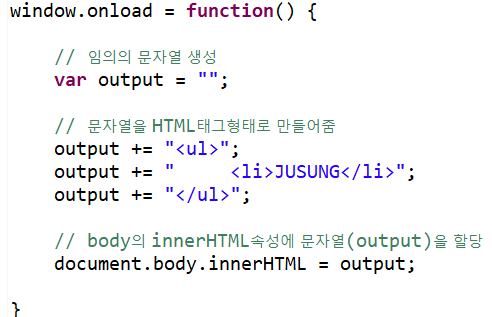 window.onload = function() {
// 임의의 문자열 생성
var output = "";
// 문자열을 HTML태그형태로 만들어줌
output += "<ul>";
output += "     <li>JUSUNG</li>";
output += "</ul>";
// body의 innerHTML속성에 문자열(output)을 할당
document.body.innerHTML = output;
}